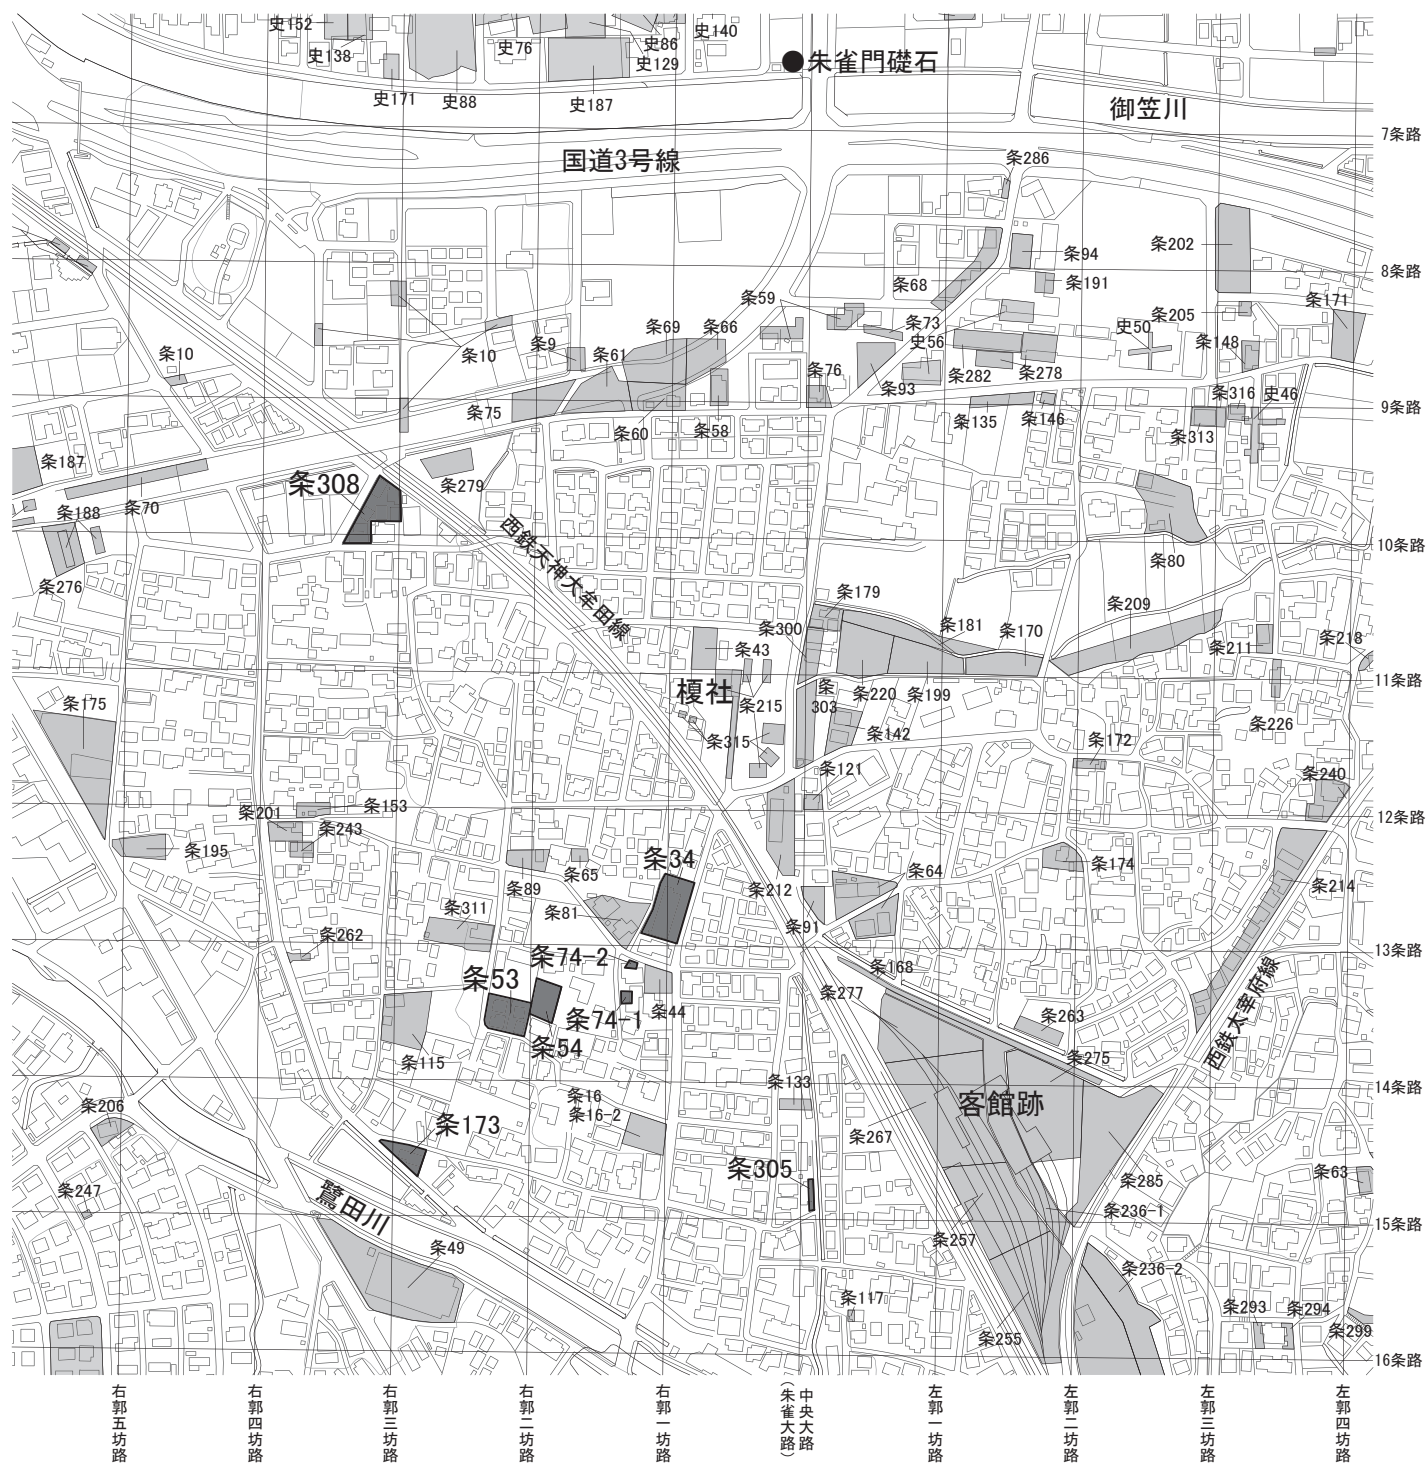 史152
史138
史76
史86
史140
史129
史171
史88
史187
朱雀門礎石
御笠川
7条路
国道3号線
条286
条202
条94
8条路
条68
条191
条59
条171
条205
条69
条66
条73
史50
条10
条10
条9
条61
史56
条148
条76
条282
条278
条93
条316
史46
条75
条60
条58
条135
条146
9条路
条313
条187
条279
条308
条70
条188
西鉄天神大牟田線
10条路
条80
条276
条179
条209
条300
条181
条170
条43
条211
条218
11条路
榎社
条175
条215
条
303
条220
条199
条226
条315
条142
条172
条121
条240
条201
条153
12条路
条243
条195
条34
条65
条89
条212
条64
条174
条214
条311
条81
条91
条262
13条路
条74-2
条168
条53
条277
条74-1
条44
条263
西鉄太宰府線
条54
条115
条275
条133
14条路
条16
条16-2
客館跡
条206
条173
条267
条305
条63
条285
条247
鷺田川
条236-1
15条路
条257
条49
条236-2
条117
条293
条294
条255
条299
16条路
右郭五坊路
右郭四坊路
右郭三坊路
右郭二坊路
右郭一坊路
中央大路
(朱雀大路)
左郭一坊路
左郭二坊路
左郭三坊路
左郭四坊路